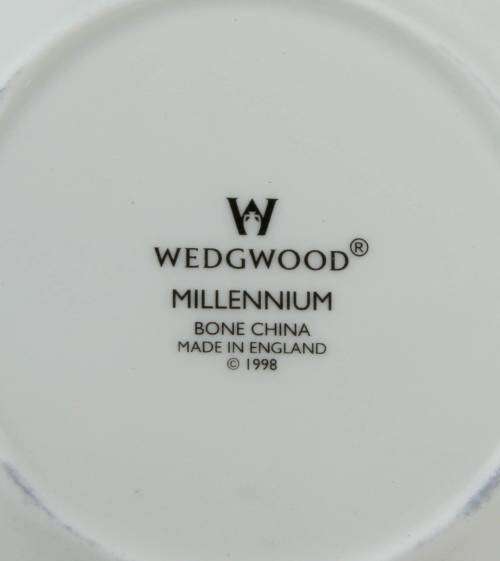 W
WEDGWOOD®
MILLENNIUM
BONE CHINA
MADE IN ENGLAND
© 1998